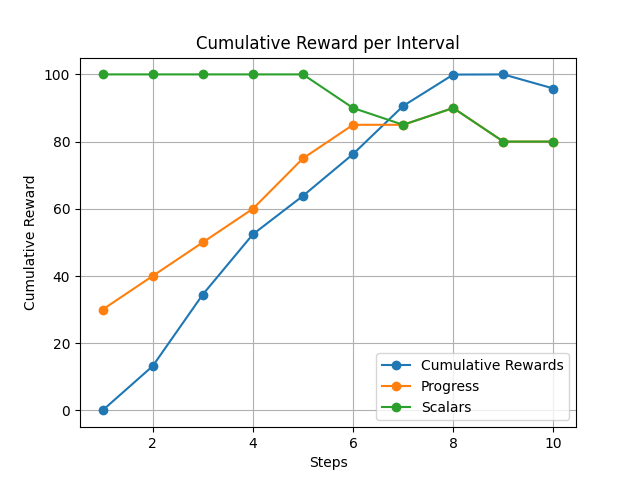 Cumulative Reward per Interval
Cumulative Reward
100
80
60
40
20
0
2
4
6
8
10
Steps
Cumulative Rewards
Progress
Scalars